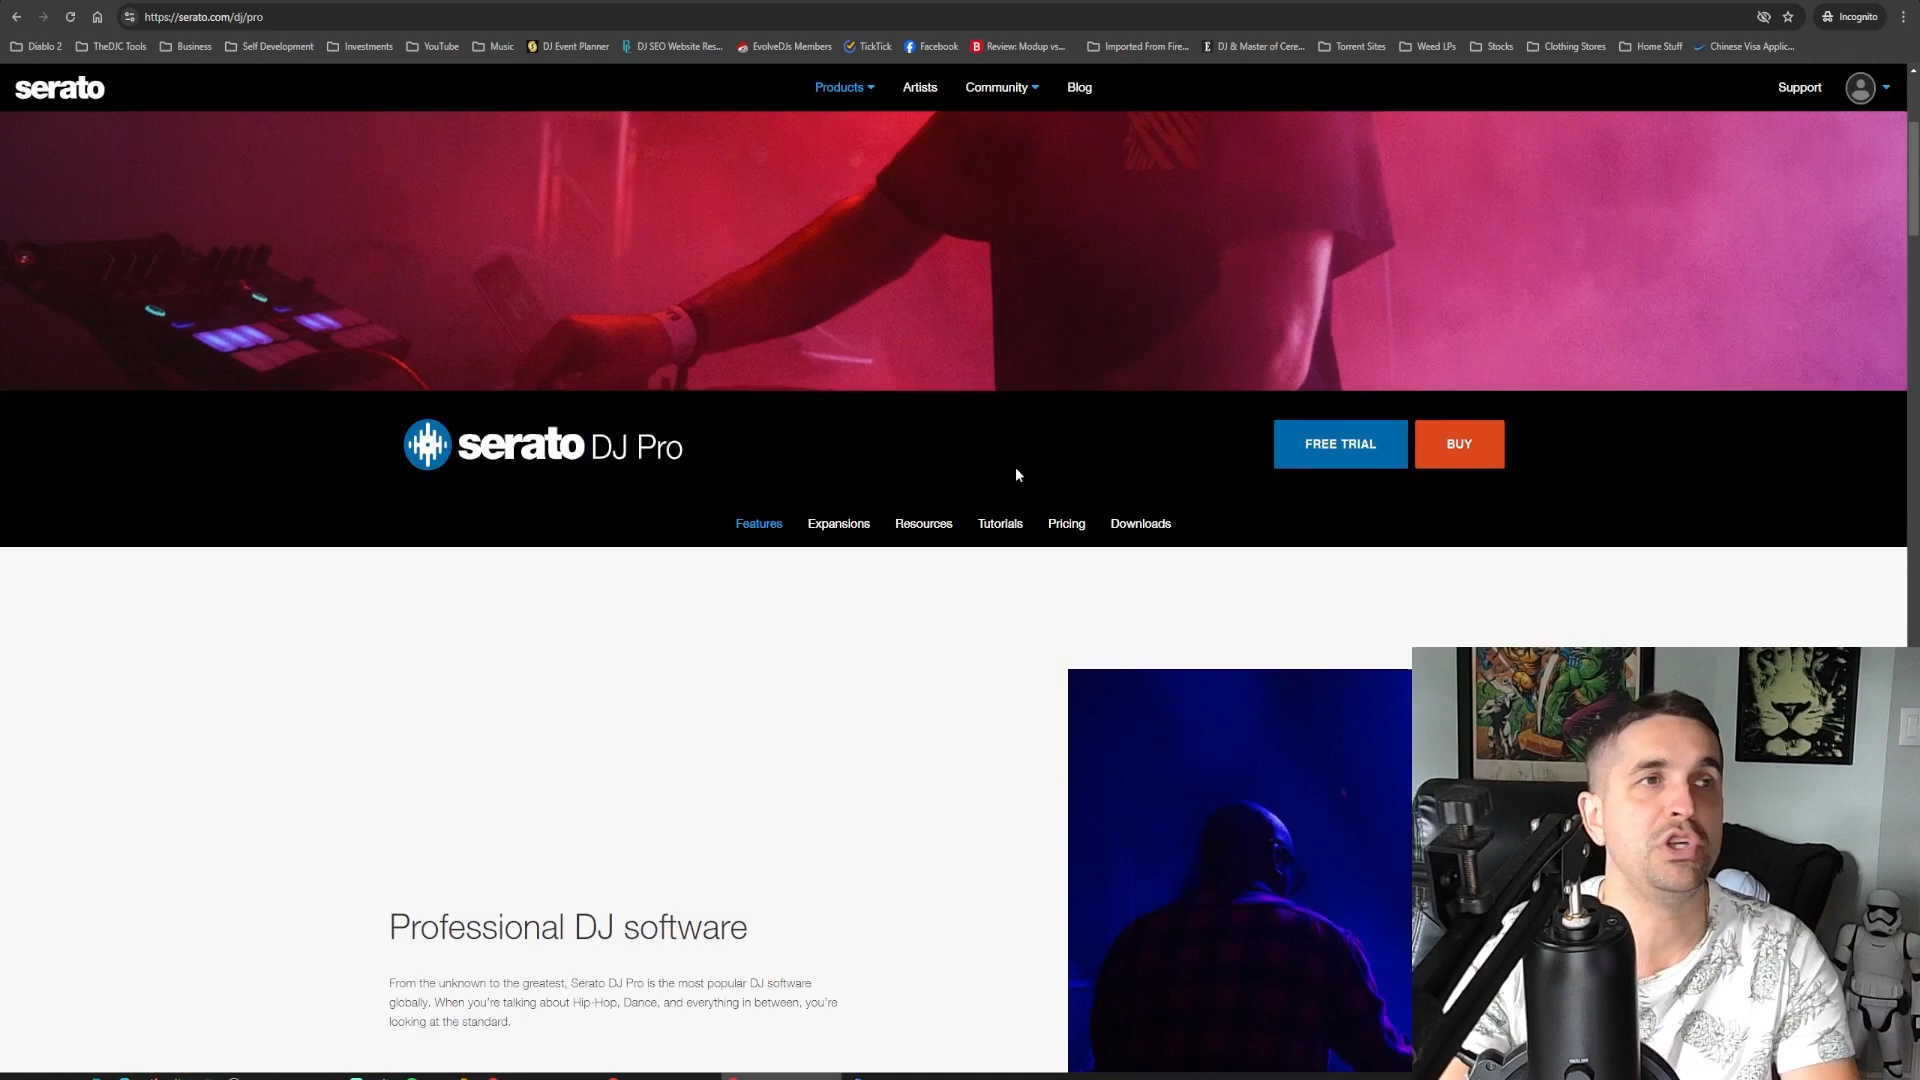 https://serato.com/dj/pro
Incognito
Diablo 2
TheDJC Tools
Business
Self Development
Investments
YouTube
Music
DJ Event Planner
DJ SEO Website Res...
EvolveDJs Members
TickTick
Facebook
Review: Modup vs...
Imported From Fire...
DJ & Master of Cere...
Torrent Sites
Weed LPs
Stocks
Clothing Stores
Home Stuff
Chinese Visa Applic...
serato
Products
Artists
Community
Blog
Support
serato DJ Pro
FREE TRIAL
BUY
Features
Expansions
Resources
Tutorials
Pricing
Downloads
Professional DJ software
From the unknown to the greatest, Serato DJ Pro is the most popular DJ software
globally. When you're talking about Hip-Hop, Dance, and everything in between, you're
looking at the standard.